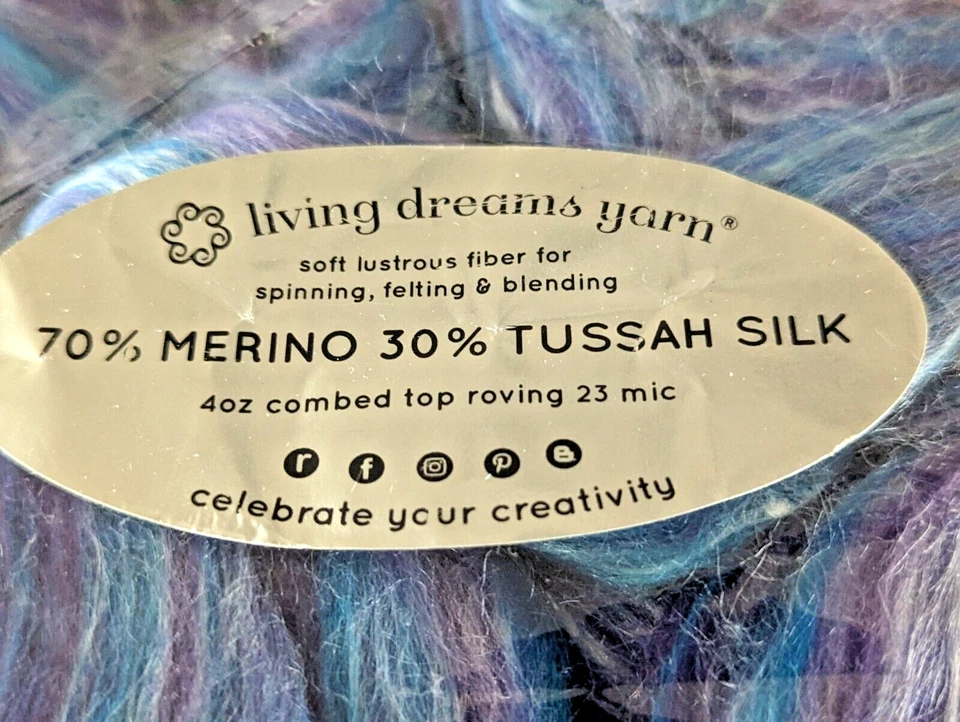 living dreams yarn®
soft lustrous fiber for
spinning, felting & blending
70% MERINO 30% TUSSAH SILK
4oz combed top roving 23 mic
celebrate your creativity